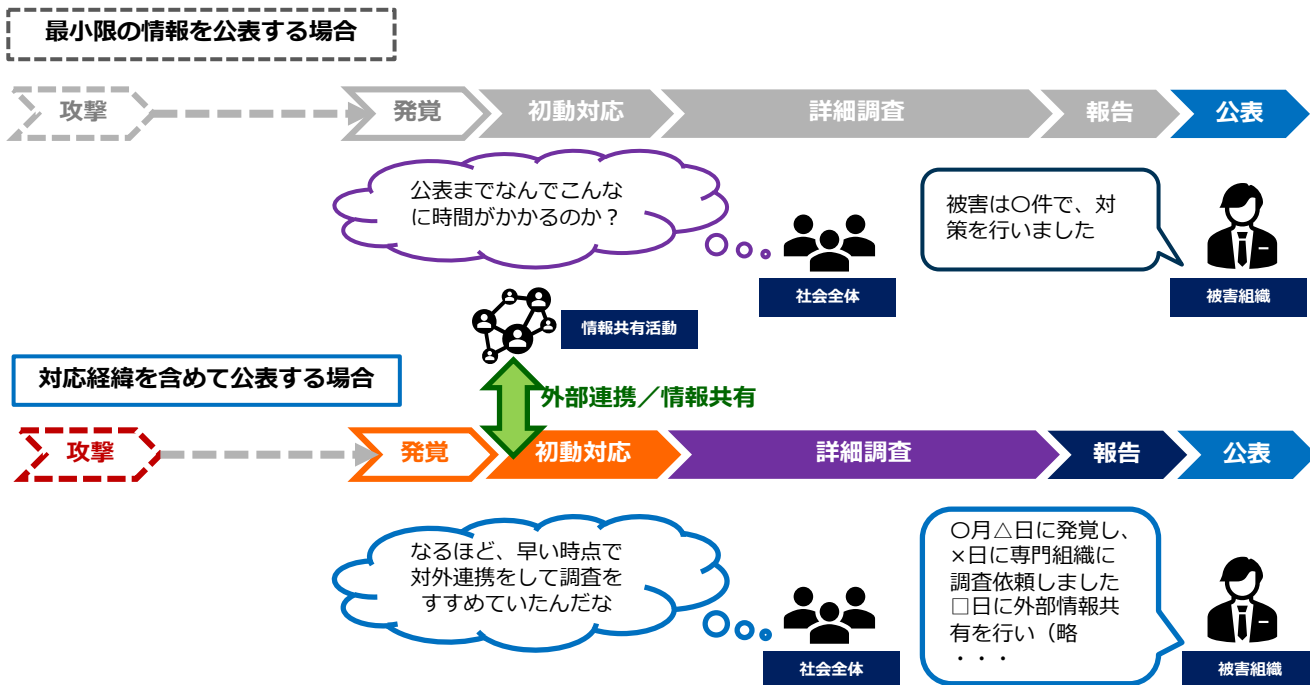 最小限の情報を公表する場合
攻撃
発覚
初動対応
詳細調査
報告
公表
公表までなんでこんな
に時間がかかるのか？
社会全体
被害は〇件で、対
策を行いました
被害組織
情報共有活動
対応経緯を含めて公表する場合
外部連携／情報共有
攻撃
発覚
初動対応
詳細調査
報告
公表
なるほど、早い時点で
対外連携をして調査を
すすめていたんだな
社会全体
〇月△日に発覚し、
×日に専門組織に
調査依頼しました
□日に外部情報共
有を行い（略
・・・
被害組織